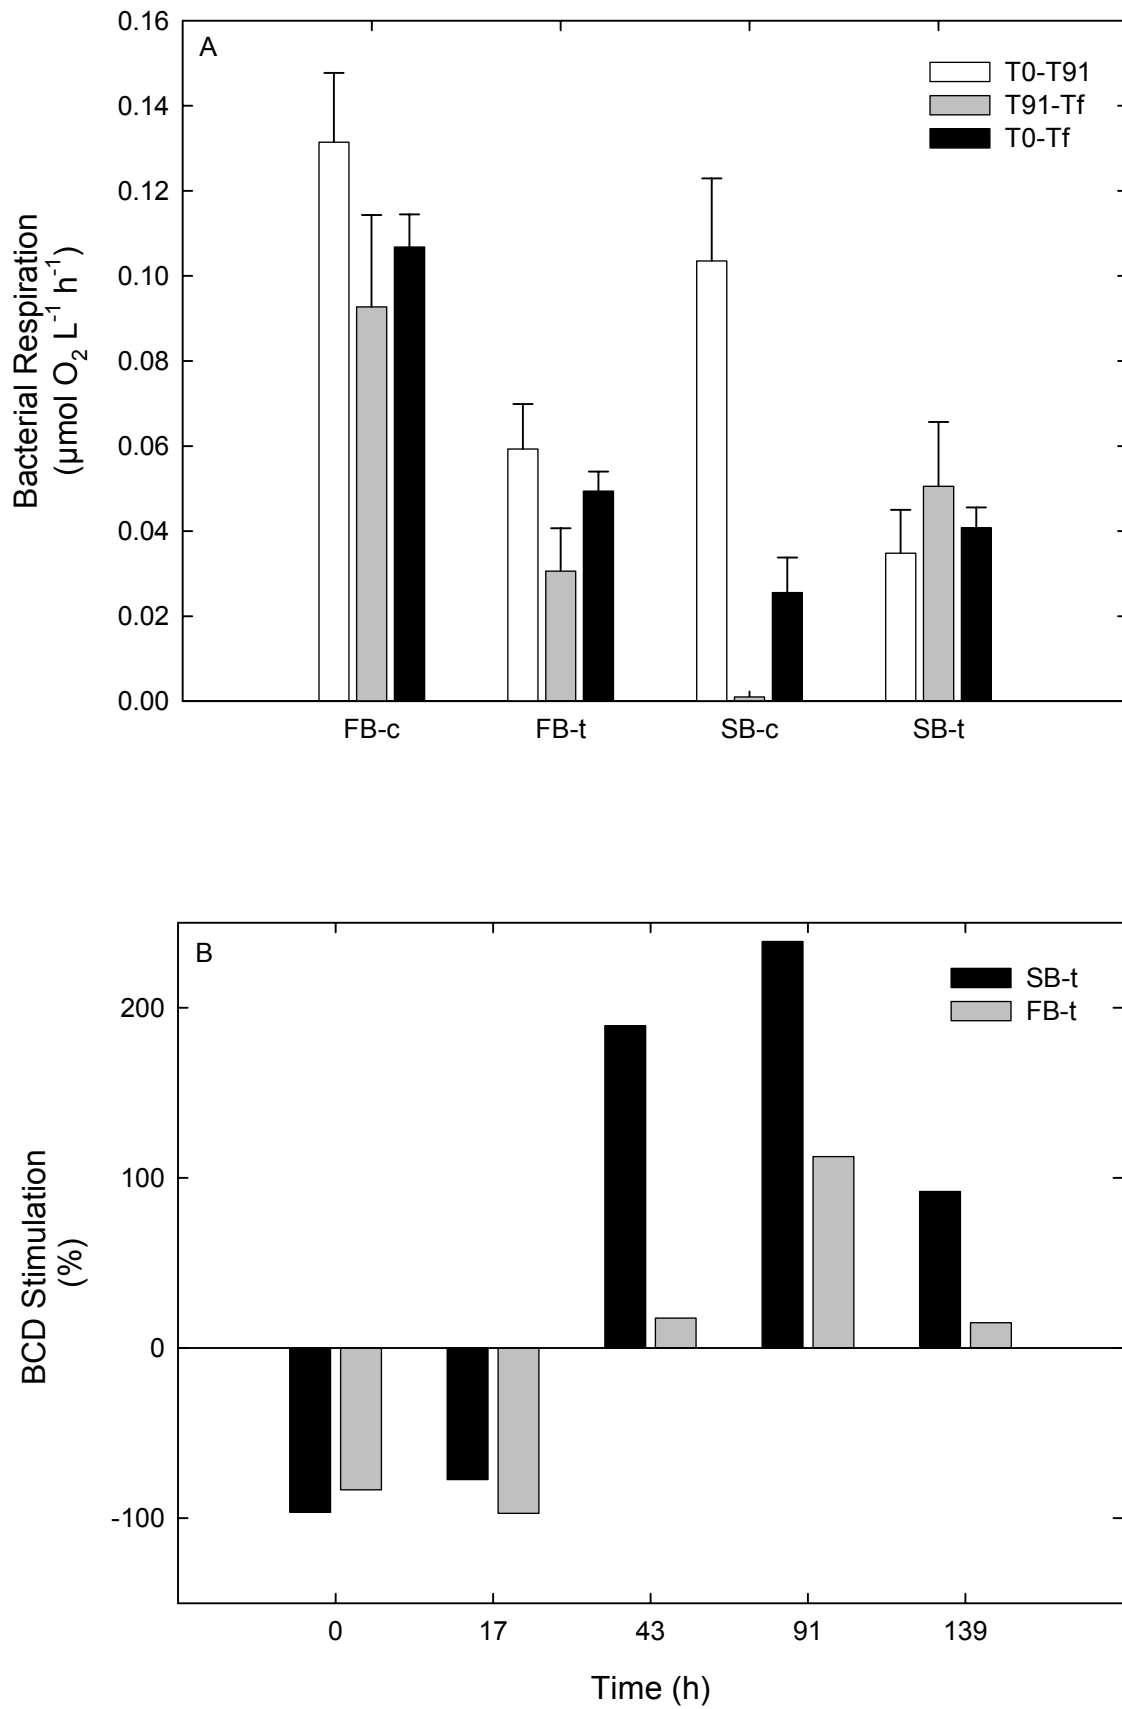 A
T0-T91
T91-Tf
T0-Tf
0.16
0.14
0.12
0.10
0.08
0.06
0.04
0.02
0.00
Bacterial Respiration
(µmol O₂ L⁻¹ h⁻¹)
FB-c FB-t SB-c SB-t
B
SB-t
FB-t
200
100
0
-100
BCD Stimulation
(%)
0 17 43 91 139
Time (h)